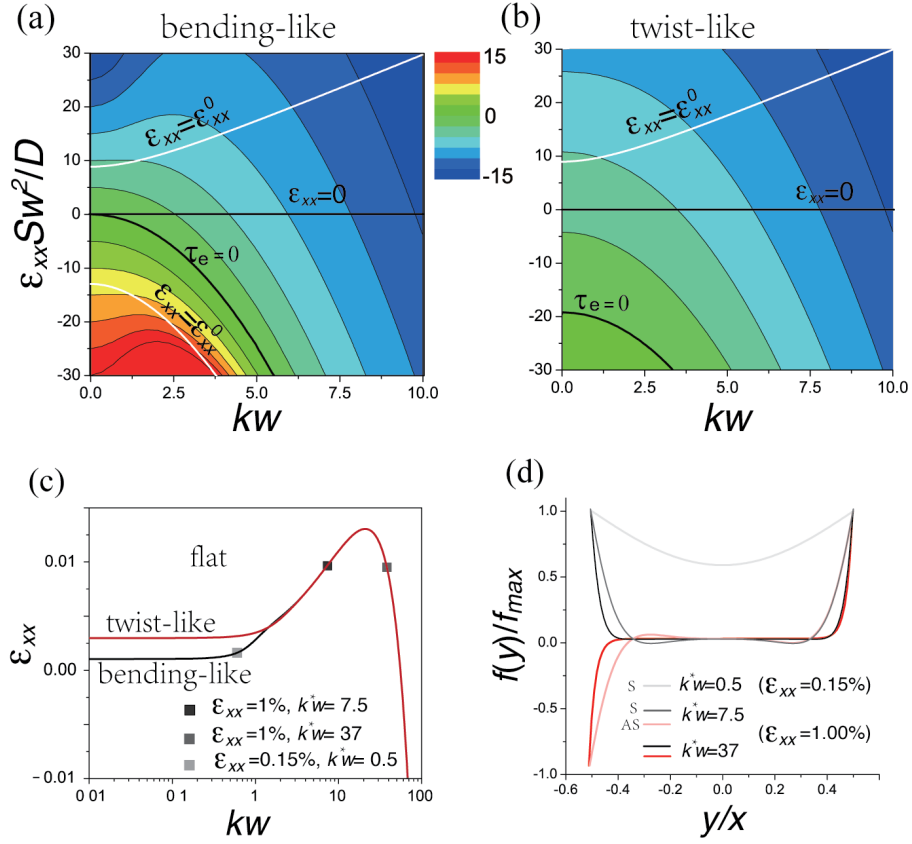 (a) bending-like
30
20
10
0
-10
-20
-30
εxxSw²/D
εxx=ε⁰xx
εxx=0
τe=0
εxx=ε⁰xx
0.0 2.5 5.0 7.5 10.0
kw
15
0
-15
(b) twist-like
30
20
10
0
-10
-20
-30
εxx=ε⁰xx
εxx=0
τe=0
0.0 2.5 5.0 7.5 10.0
kw
(c)
0.01
0.00
-0.01
εxx
flat
twist-like
bending-like
εxx=1%, k*w= 7.5
εxx=1%, k*w= 37
εxx=0.15%, k*w= 0.5
0 01 0.1 1 10 100
kw
(d)
1.0
0.5
0.0
-0.5
-1.0
f(y)/fmax
S k*w=0.5 (εxx=0.15%)
S
AS k*w=7.5
(εxx=1.00%)
k*w=37
-0.6 -0.4 -0.2 0.0 0.2 0.4 0.6
y/x